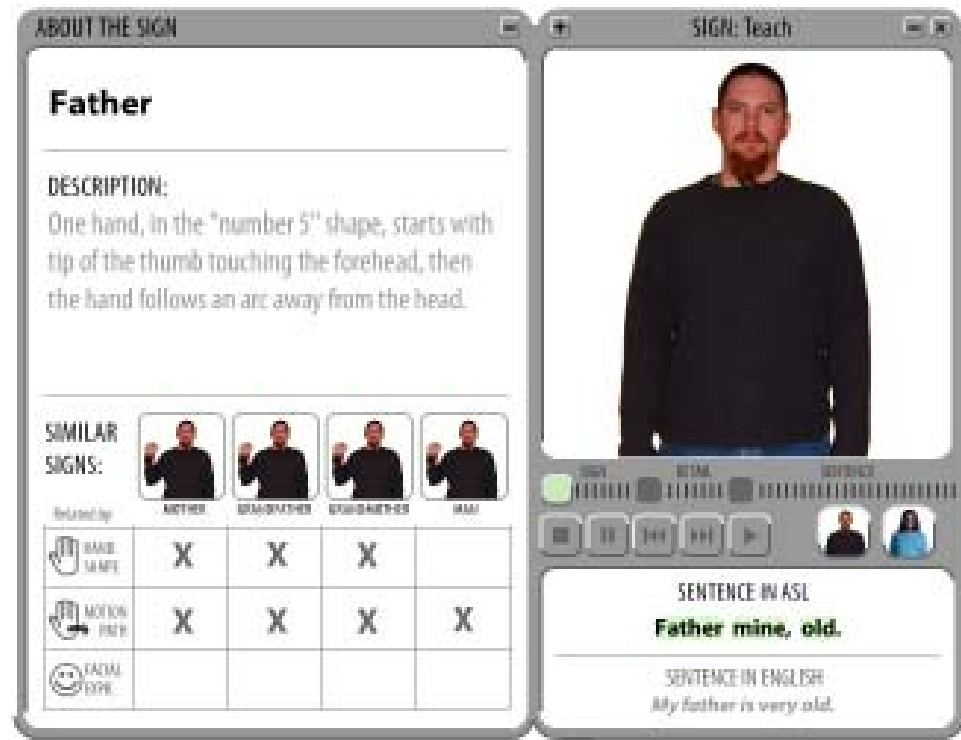 ABOUT THE SIGN
Father
DESCRIPTION:
One hand, in the "number 5" shape, starts with
tip of the thumb touching the forehead, then
the hand follows an arc away from the head.
SIMILAR
SIGNS:
MOTHER GRANDFATHER GRANDMOTHER MAN
Related by:
HAND
SHAPE
X X X
MOTION
PATH
X X X X
FACIAL
EXPR.
SIGN: Teach
SIGN DETAIL SENTENCE
SENTENCE IN ASL
Father mine, old.
SENTENCE IN ENGLISH
My father is very old.